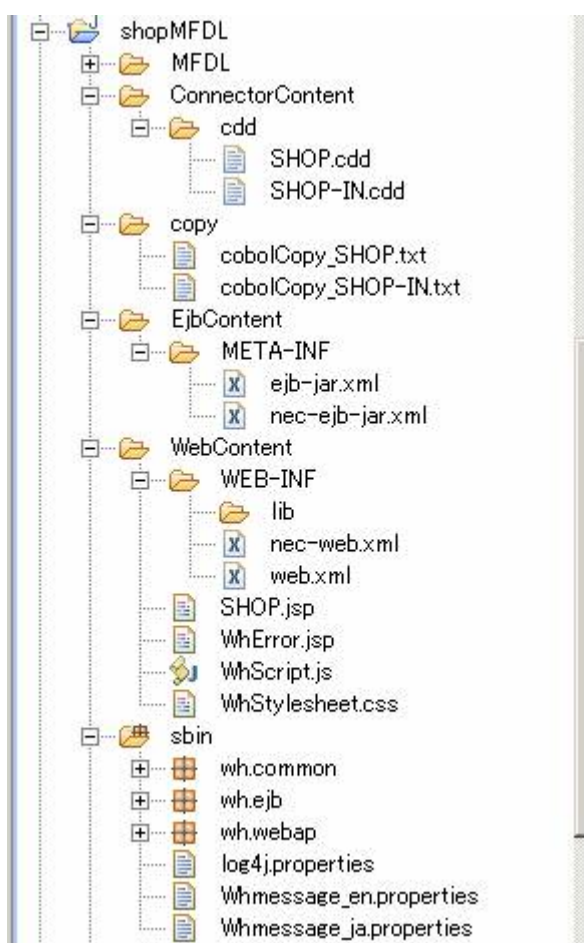 shopMFDL
MFDL
ConnectorContent
cdd
SHOP.cdd
SHOP-IN.cdd
copy
cobolCopy_SHOP.txt
cobolCopy_SHOP-IN.txt
EjbContent
META-INF
ejb-jar.xml
nec-ejb-jar.xml
WebContent
WEB-INF
lib
nec-web.xml
web.xml
SHOP.jsp
WhError.jsp
WhScript.js
WhStylesheet.css
sbin
wh.common
wh.ejb
wh.webap
log4j.properties
Whmessage_en.properties
Whmessage_ja.properties